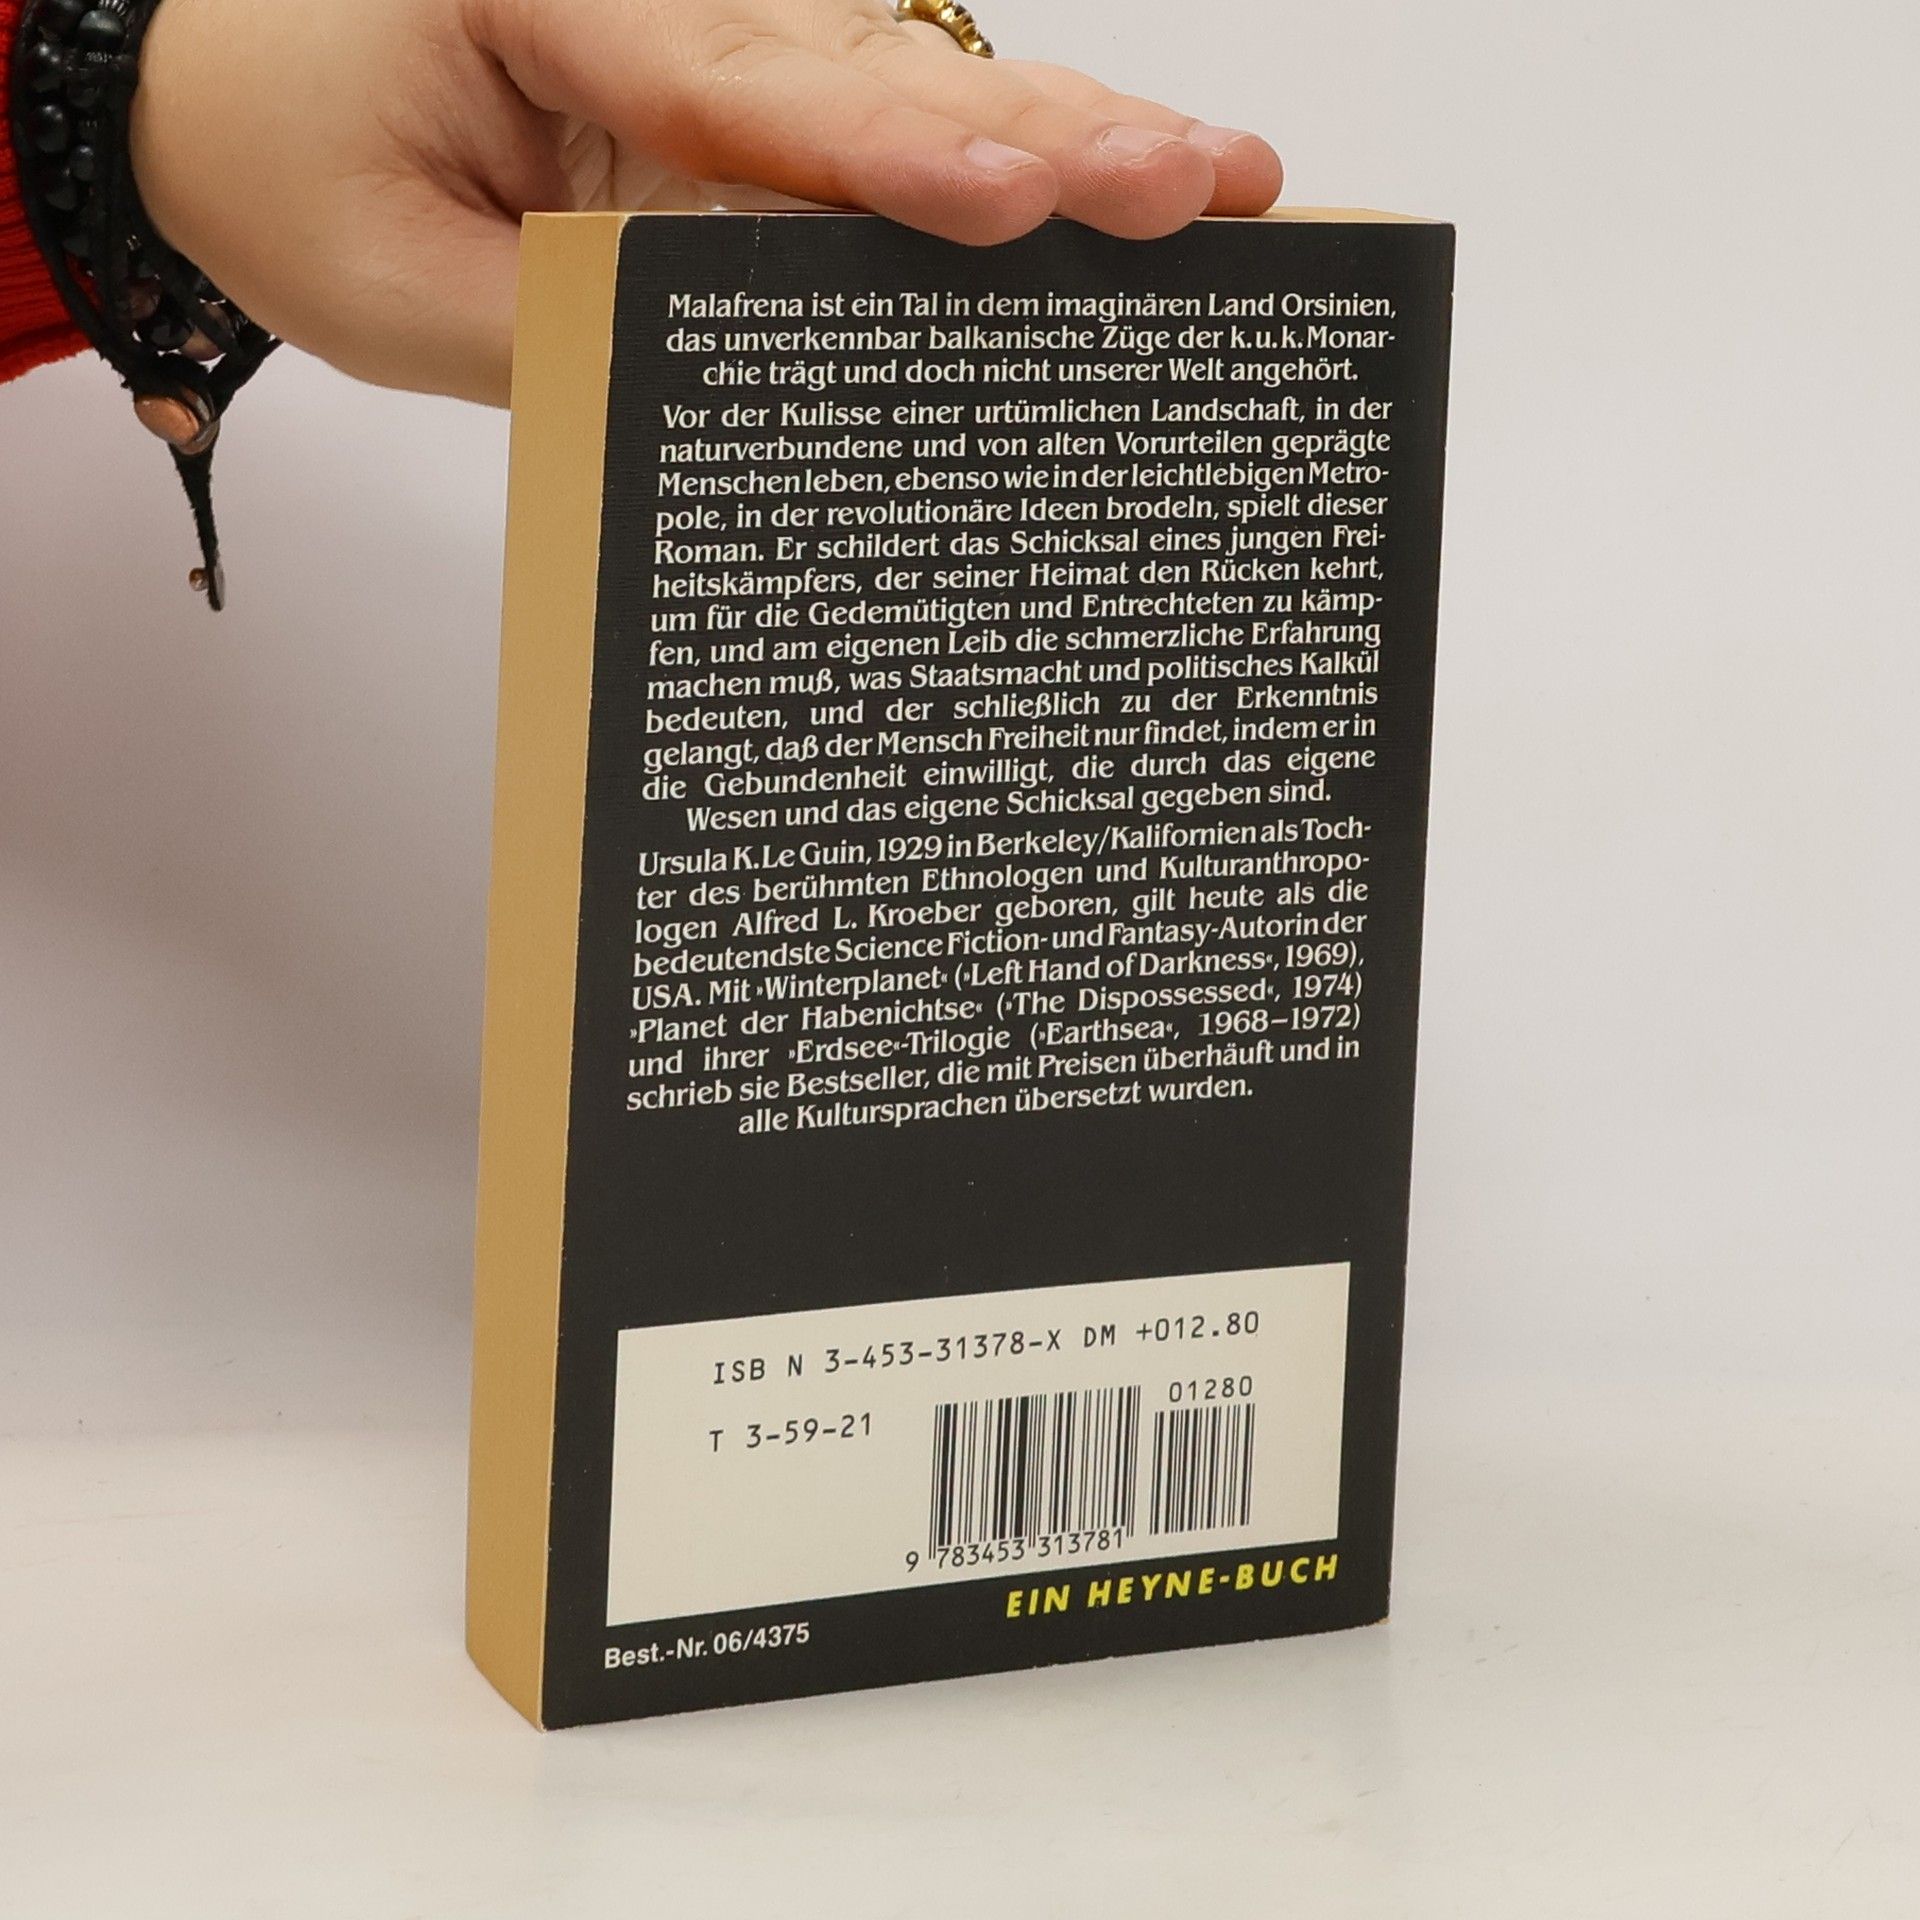 Malafrena ist ein Tal in dem imaginären Land Orsinien,
das unverkennbar balkanische Züge der k.u.k. Monar-
chie trägt und doch nicht unserer Welt angehört.
Vor der Kulisse einer urtümlichen Landschaft, in der
naturverbundene und von alten Vorurteilen geprägte
Menschen leben, ebenso wie in der leichtlebigen Metro-
pole, in der revolutionäre Ideen brodeln, spielt dieser
Roman. Er schildert das Schicksal eines jungen Frei-
heitskämpfers, der seiner Heimat den Rücken kehrt,
um für die Gedemütigten und Entrechteten zu kämp-
fen, und am eigenen Leib die schmerzliche Erfahrung
machen muß, was Staatsmacht und politisches Kalkül
bedeuten, und der schließlich zu der Erkenntnis
gelangt, daß der Mensch Freiheit nur findet, indem er in
die Gebundenheit einwilligt, die durch das eigene
Wesen und das eigene Schicksal gegeben sind.
Ursula K. Le Guin, 1929 in Berkeley/Kalifornien als Toch-
ter des berühmten Ethnologen und Kulturanthropo-
logen Alfred L. Kroeber geboren, gilt heute als die
bedeutendste Science Fiction- und Fantasy-Autorin der
USA. Mit »Winterplanet« (»Left Hand of Darkness«, 1969),
»Planet der Habenichtse« (»The Dispossessed«, 1974)
und ihrer »Erdsee«-Trilogie (»Earthsea«, 1968–1972)
schrieb sie Bestseller, die mit Preisen überhäuft und in
alle Kultursprachen übersetzt wurden.
ISB N 3-453-31378-X DM +012.80
01280
T 3-59-21
9 783453 313781
EIN HEYNE-BUCH
Best.-Nr. 06/4375